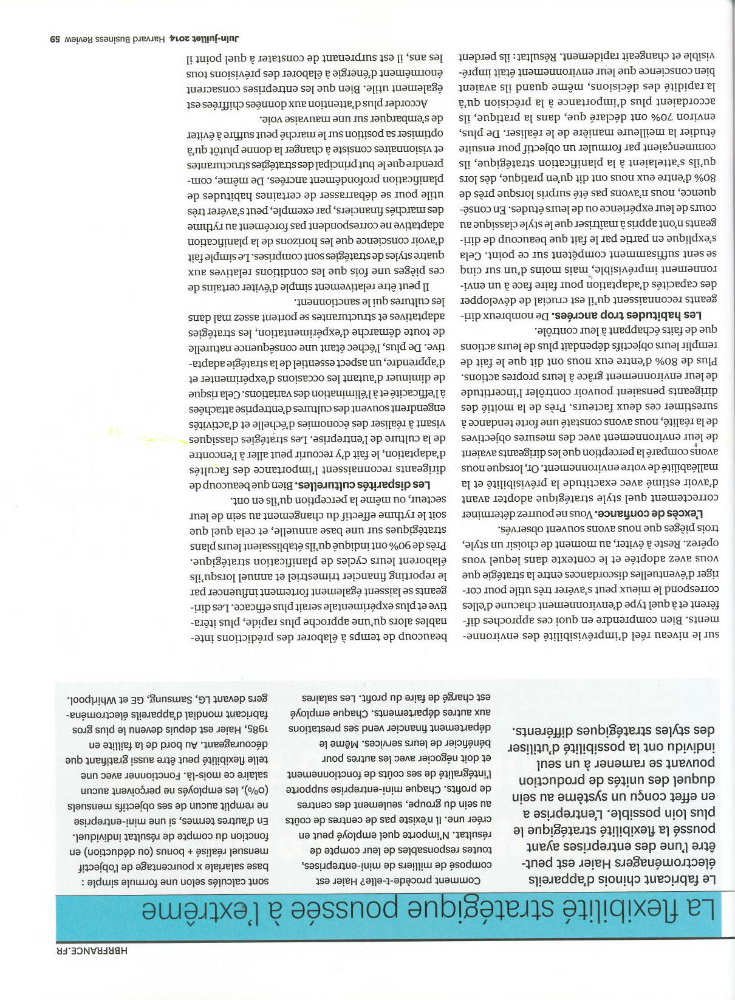 HBRFRANCE.FR
La flexibilité stratégique poussée à l'extrême
Le fabricant chinois d'appareils
électroménagers Haier est peut-
être l'une des entreprises ayant
poussé la flexibilité stratégique le
plus loin possible. L'entreprise a
en effet conçu un système au sein
duquel des unités de production
pouvant se ramener à un seul
individu ont la possibilité d'utiliser
des styles stratégiques différents.
Comment procède-t-elle? Haier est
composé de milliers de mini-entreprises,
toutes responsables de leur compte de
résultat. N'importe quel employé peut en
créer une. Il n'existe pas de centres de coûts
au sein du groupe, seulement des centres
de profits. Chaque mini-entreprise supporte
l'intégralité de ses coûts de fonctionnement
et doit négocier avec les autres pour
bénéficier de leurs services. Même le
département financier vend ses prestations
aux autres départements. Chaque employé
est chargé de faire du profit. Les salaires
sont calculés selon une formule simple :
base salariale x pourcentage de l'objectif
mensuel réalisé + bonus (ou déduction) en
fonction du compte de résultat individuel.
En d'autres termes, si une mini-entreprise
ne remplit aucun de ses objectifs mensuels
(0%), les employés ne perçoivent aucun
salaire ce mois-là. Fonctionner avec une
telle flexibilité peut être aussi gratifiant que
décourageant. Au bord de la faillite en
1985, Haier est depuis devenu le plus gros
fabricant mondial d'appareils électroména-
gers devant LG, Samsung, GE et Whirlpool.
sur le niveau réel d'imprévisibilité des environne-
ments. Bien comprendre en quoi ces approches dif-
fèrent et à quel type d'environnement chacune d'elles
correspond le mieux peut s'avérer très utile pour cor-
riger d'éventuelles discordances entre la stratégie que
vous avez adoptée et le contexte dans lequel vous
opérez. Reste à éviter, au moment de choisir un style,
trois pièges que nous avons souvent observés.
L'excès de confiance. Vous ne pourrez déterminer
correctement quel style stratégique adopter avant
d'avoir estimé avec exactitude la prévisibilité et la
malléabilité de votre environnement. Or, lorsque nous
avons comparé la perception que les dirigeants avaient
de leur environnement avec des mesures objectives
de la réalité, nous avons constaté une forte tendance à
surestimer ces deux facteurs. Près de la moitié des
dirigeants pensaient pouvoir contrôler l'incertitude
de leur environnement grâce à leurs propres actions.
Plus de 80% d'entre eux nous ont dit que le fait de
remplir leurs objectifs dépendait plus de leurs actions
que de faits échappant à leur contrôle.
Les habitudes trop ancrées. De nombreux diri-
geants reconnaissent qu'il est crucial de développer
des capacités d'adaptation pour faire face à un envi-
ronnement imprévisible, mais moins d'un sur cinq
se sent suffisamment compétent sur ce point. Cela
s'explique en partie par le fait que beaucoup de diri-
geants n'ont appris à maîtriser que le style classique au
cours de leur expérience ou de leurs études. En consé-
quence, nous n'avons pas été surpris lorsque près de
80% d'entre eux nous ont dit qu'en pratique, dès lors
qu'ils s'attelaient à la planification stratégique, ils
commençaient par formuler un objectif pour ensuite
étudier la meilleure manière de le réaliser. De plus,
environ 70% ont déclaré que, dans la pratique, ils
accordaient plus d'importance à la précision qu'à
la rapidité des décisions, même quand ils avaient
bien conscience que leur environnement était impré-
visible et changeait rapidement. Résultat : ils perdent
beaucoup de temps à élaborer des prédictions inte-
nables alors qu'une approche plus rapide, plus itéra-
tive et plus expérimentale serait plus efficace. Les diri-
geants se laissent également fortement influencer par
le reporting financier trimestriel et annuel lorsqu'ils
élaborent leurs cycles de planification stratégique.
Près de 90% ont indiqué qu'ils établissaient leurs plans
stratégiques sur une base annuelle, et cela quel que
soit le rythme effectif du changement au sein de leur
secteur, ou même la perception qu'ils en ont.
Les disparités culturelles. Bien que beaucoup de
dirigeants reconnaissent l'importance des facultés
d'adaptation, le fait d'y recourir peut aller à l'encontre
de la culture de l'entreprise. Les stratégies classiques
visant à réaliser des économies d'échelle et d'activités
engendrent souvent des cultures d'entreprise attachées
à l'efficacité et à l'élimination des variations. Cela risque
de diminuer d'autant les occasions d'expérimenter et
d'apprendre, un aspect essentiel de la stratégie adapta-
tive. De plus, l'échec étant une conséquence naturelle
de toute démarche d'expérimentation, les stratégies
adaptatives et structurantes se portent assez mal dans
les cultures qui le sanctionnent.
Il peut être relativement simple d'éviter certains de
ces pièges une fois que les conditions relatives aux
quatre styles de stratégies sont comprises. Le simple fait
d'avoir conscience que les horizons de la planification
adaptative ne correspondent pas forcément au rythme
des marchés financiers, par exemple, peut s'avérer très
utile pour se débarrasser de certaines habitudes de
planification profondément ancrées. De même, com-
prendre que le but principal des stratégies structurantes
et visionnaires consiste à changer la donne plutôt qu'à
optimiser sa position sur le marché peut suffire à éviter
de s'embarquer sur une mauvaise voie.
Accorder plus d'attention aux données chiffrées est
également utile. Bien que les entreprises consacrent
énormément d'énergie à élaborer des prévisions tous
les ans, il est surprenant de constater à quel point il
Juin-juillet 2014 Harvard Business Review 59